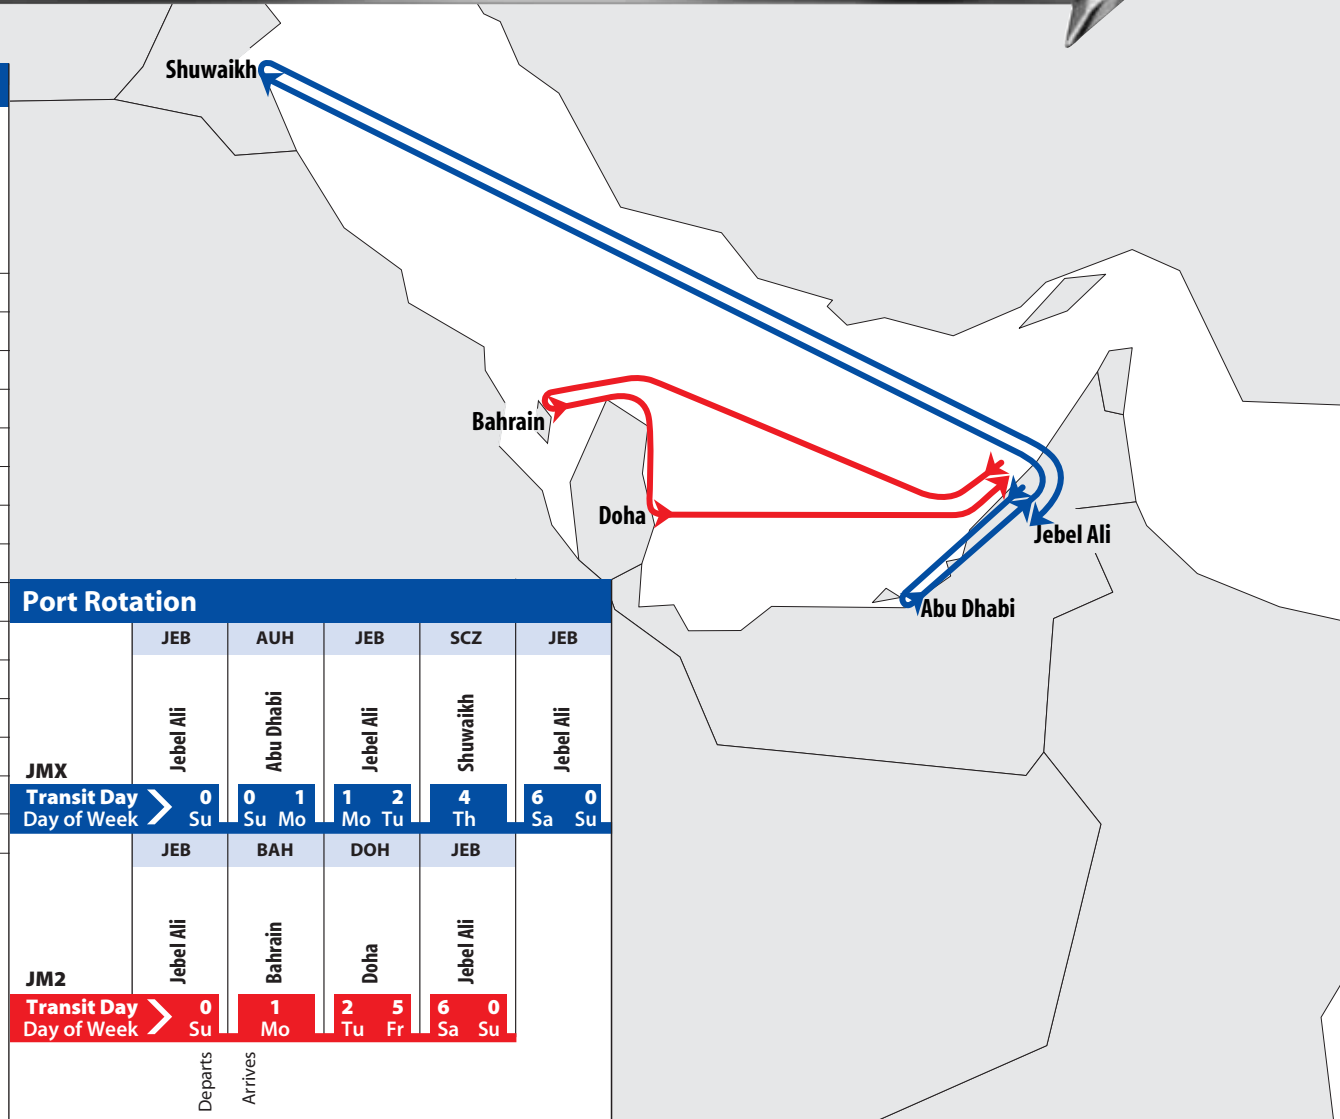 Shuwaikh
Bahrain
Doha
Jebel Ali
Abu Dhabi
Port Rotation
JEB AUH JEB SCZ JEB
JMX Jebel Ali Abu Dhabi Jebel Ali Shuwaikh Jebel Ali
Transit Day 0 0 1 1 2 4 6 0
Day of Week Su Su Mo Mo Tu Th Sa Su
JEB BAH DOH JEB
JM2 Jebel Ali Bahrain Doha Jebel Ali
Transit Day 0 1 2 5 6 0
Day of Week Su Mo Tu Fr Sa Su
Departs Arrives